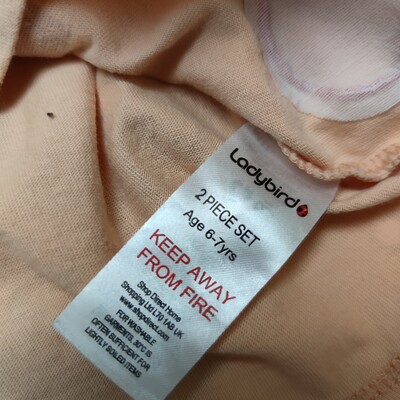 Ladybird
2 PIECE SET
Age 6-7yrs
KEEP AWAY
FROM FIRE
Shop Direct Home
Shopping Ltd L70 1AB UK
www.shopdirect.com
FOR WASHABLE
GARMENTS. 30°C IS
OFTEN SUFFICIENT FOR
LIGHTLY SOILED ITEMS